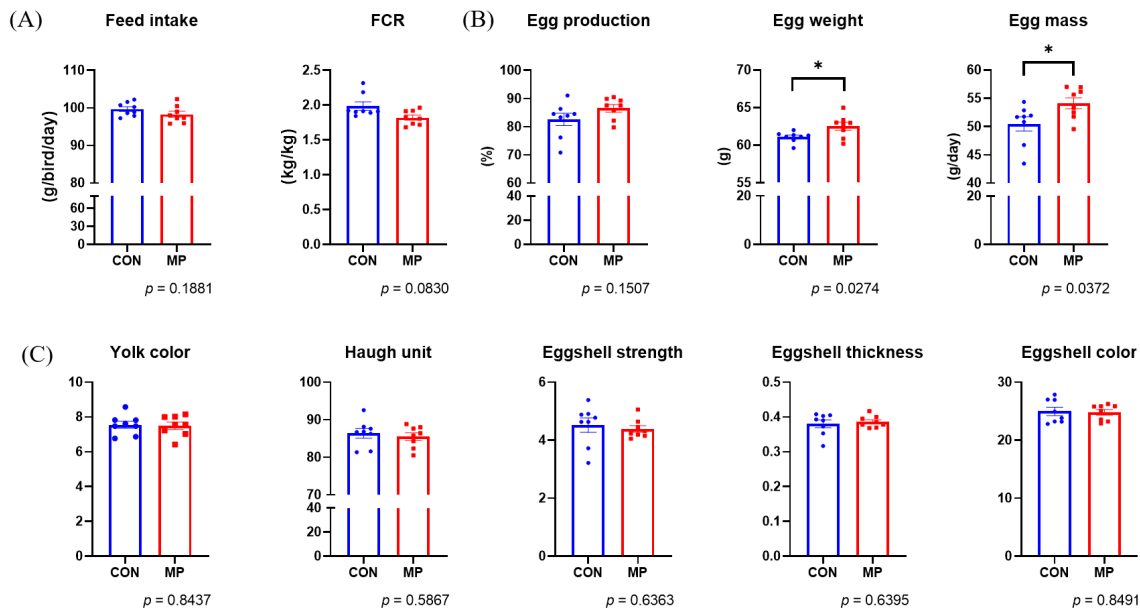 (A)
Feed intake
FCR
(B)
Egg production
Egg weight
Egg mass
(g/bird/day)
110
100
90
80
90
60
30
0
CON MP
p = 0.1881
(kg/kg)
2.5
2.0
1.5
1.0
0.5
0.0
CON MP
p = 0.0830
(%)
100
90
80
70
60
40
20
0
CON MP
p = 0.1507
(g)
70
65
60
55
20
0
CON MP
*
p = 0.0274
(g/day)
60
55
50
45
40
20
0
CON MP
*
p = 0.0372
(C)
Yolk color
Haugh unit
Eggshell strength
Eggshell thickness
Eggshell color
10
8
6
4
2
0
CON MP
p = 0.8437
100
90
80
70
40
20
0
CON MP
p = 0.5867
6
4
2
0
CON MP
p = 0.6363
0.5
0.4
0.3
0.2
0.1
0.0
CON MP
p = 0.6395
30
20
10
0
CON MP
p = 0.8491